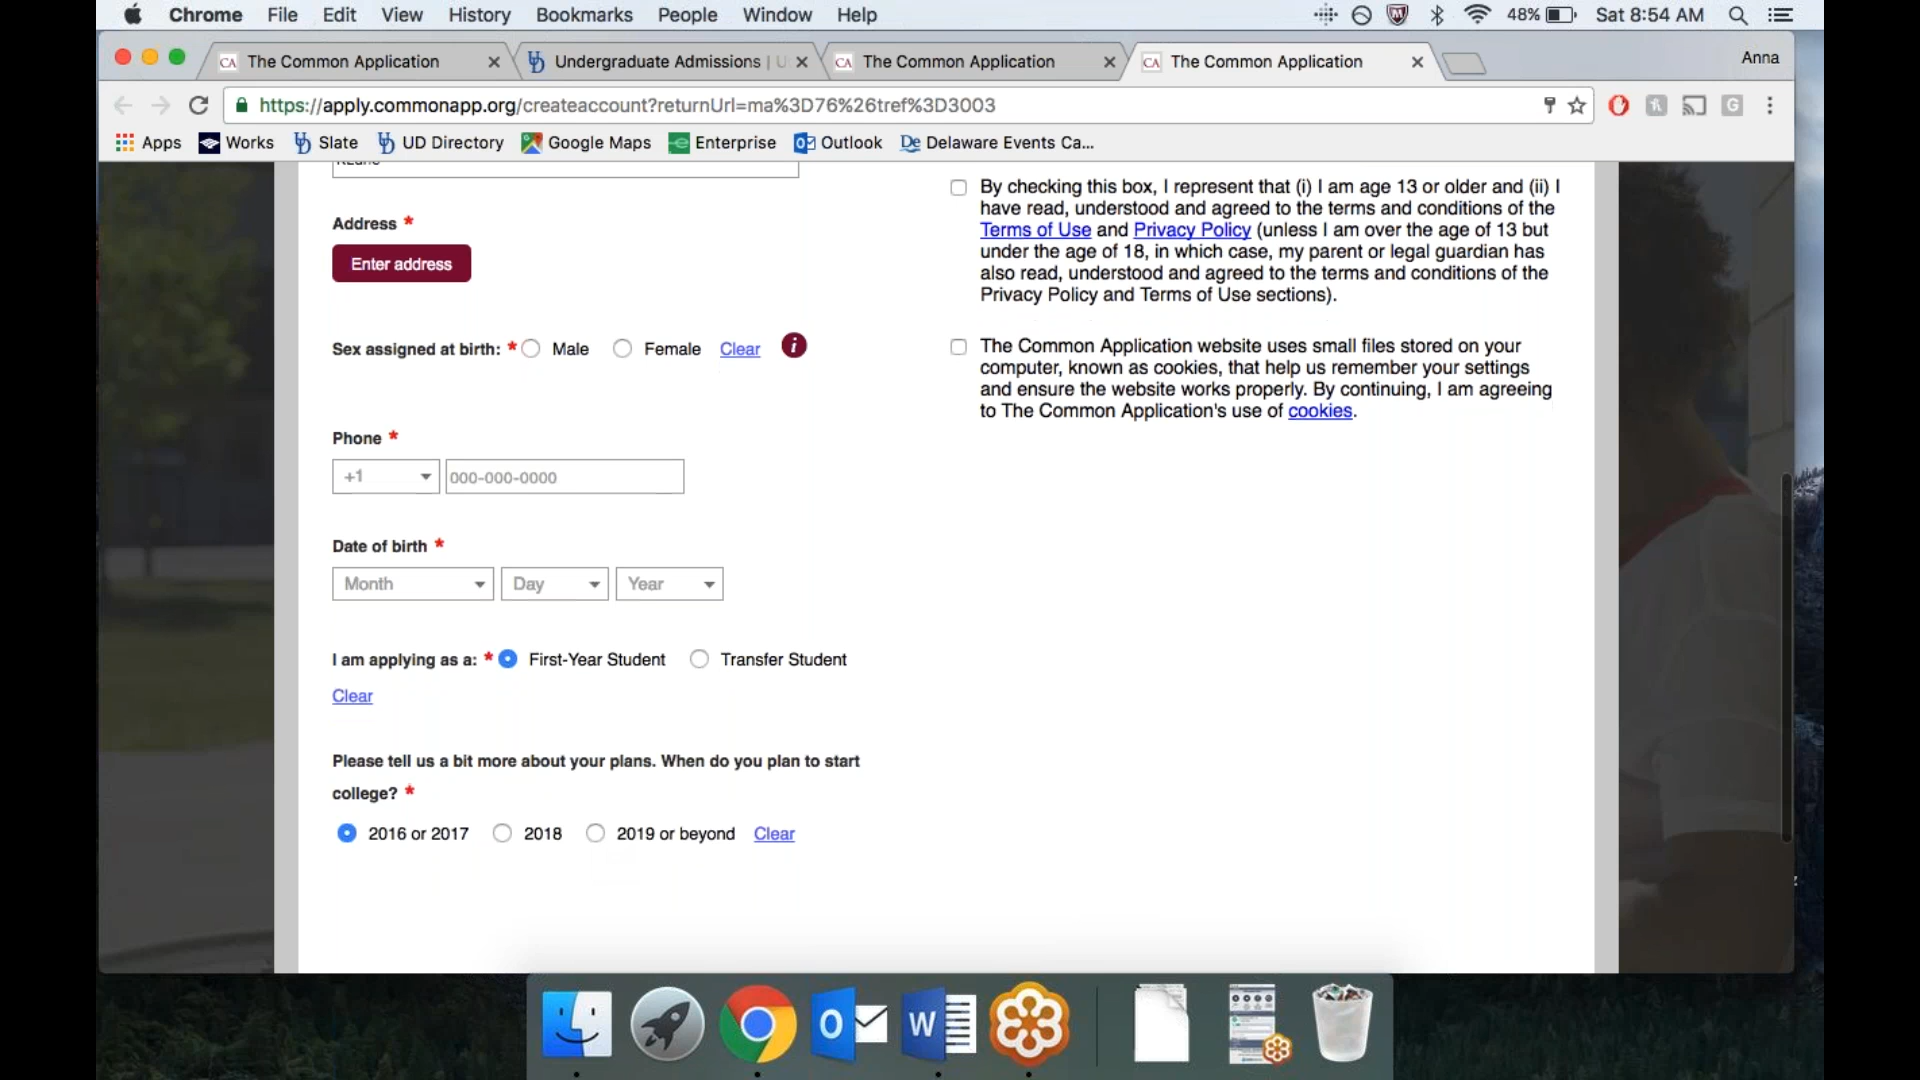 Chrome File Edit View History Bookmarks People Window Help 48% Sat 8:54 AM
CA The Common Application UD Undergraduate Admissions | U CA The Common Application CA The Common Application Anna
https://apply.commonapp.org/createaccount?returnUrl=ma%3D76%26tref%3D3003
Apps Works Slate UD Directory Google Maps Enterprise Outlook Delaware Events Ca...
Address *
Enter address
Sex assigned at birth: * Male Female Clear i
Phone *
+1 000-000-0000
Date of birth *
Month Day Year
I am applying as a: * First-Year Student Transfer Student
Clear
Please tell us a bit more about your plans. When do you plan to start
college? *
2016 or 2017 2018 2019 or beyond Clear
By checking this box, I represent that (i) I am age 13 or older and (ii) I
have read, understood and agreed to the terms and conditions of the
Terms of Use and Privacy Policy (unless I am over the age of 13 but
under the age of 18, in which case, my parent or legal guardian has
also read, understood and agreed to the terms and conditions of the
Privacy Policy and Terms of Use sections).
The Common Application website uses small files stored on your
computer, known as cookies, that help us remember your settings
and ensure the website works properly. By continuing, I am agreeing
to The Common Application's use of cookies.